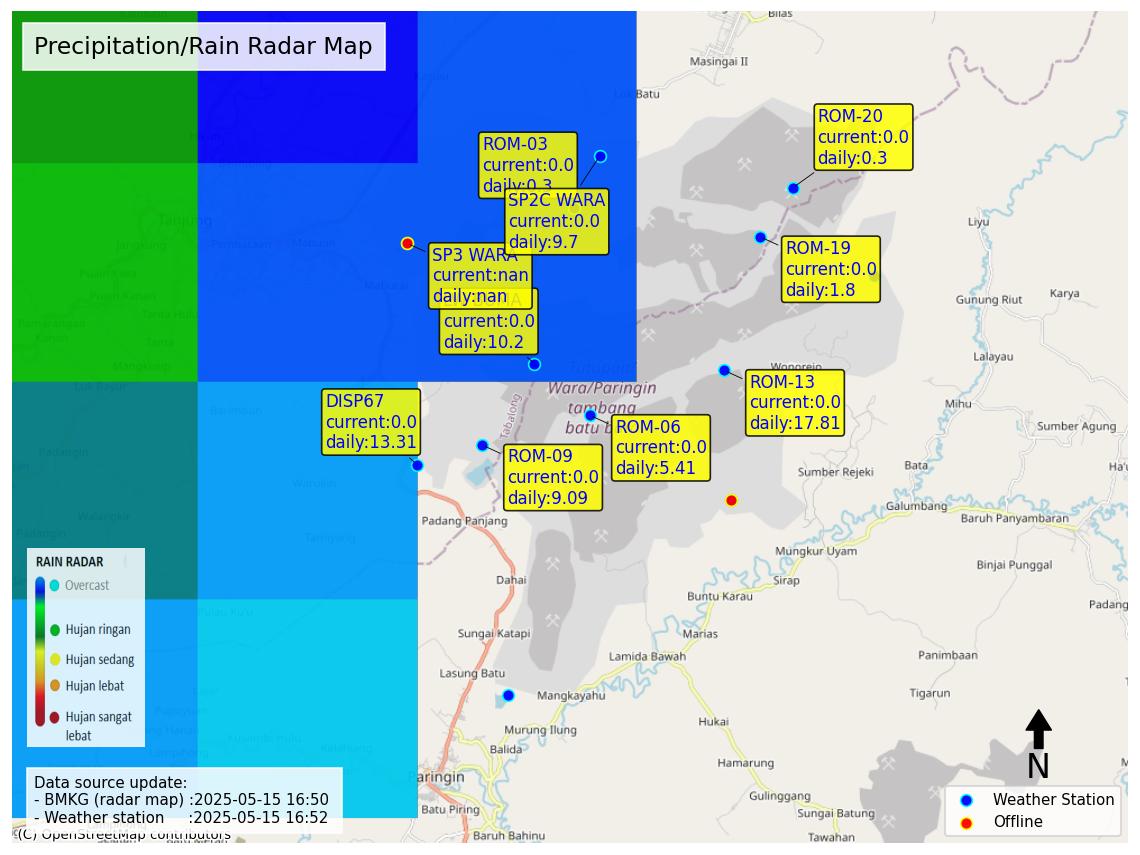 Precipitation/Rain Radar Map
Bilas
Masingai II
Lok Batu
ROM-20
current:0.0
daily:0.3
ROM-03
current:0.0
daily:0.3
SP2C WARA
current:0.0
daily:9.7
Liyu
Tanjung
ROM-19
current:0.0
daily:1.8
SP3 WARA
current:nan
daily:nan
current:0.0
daily:10.2
Mabuun
Maburai
Gunung Riut
Karya
Lalayau
Wonorejo
Tutupan/
Wara/Paringin
tambang
batu b
Tabalong
ROM-13
current:0.0
daily:17.81
Mihu
DISP67
current:0.0
daily:13.31
ROM-06
current:0.0
daily:5.41
Sumber Agung
ROM-09
current:0.0
daily:9.09
Bata
Sumber Rejeki
Galumbang
Baruh Panyambaran
Padang Panjang
Mungkur Uyam
Binjai Punggal
Dahai
Sirap
Buntu Karau
Padang
RAIN RADAR
Overcast
Hujan ringan
Hujan sedang
Hujan lebat
Hujan sangat
lebat
Sungai Katapi
Marias
Lamida Bawah
Panimbaan
Lasung Batu
Mangkayahu
Tigarun
Hukai
Murung Ilung
Balida
Hamarung
N
Paringin
Gulinggang
Batu Piring
Sungai Batung
Baruh Bahinu
Tawahan
Data source update:
- BMKG (radar map) :2025-05-15 16:50
- Weather station :2025-05-15 16:52
(C) OpenStreetMap contributors
Weather Station
Offline